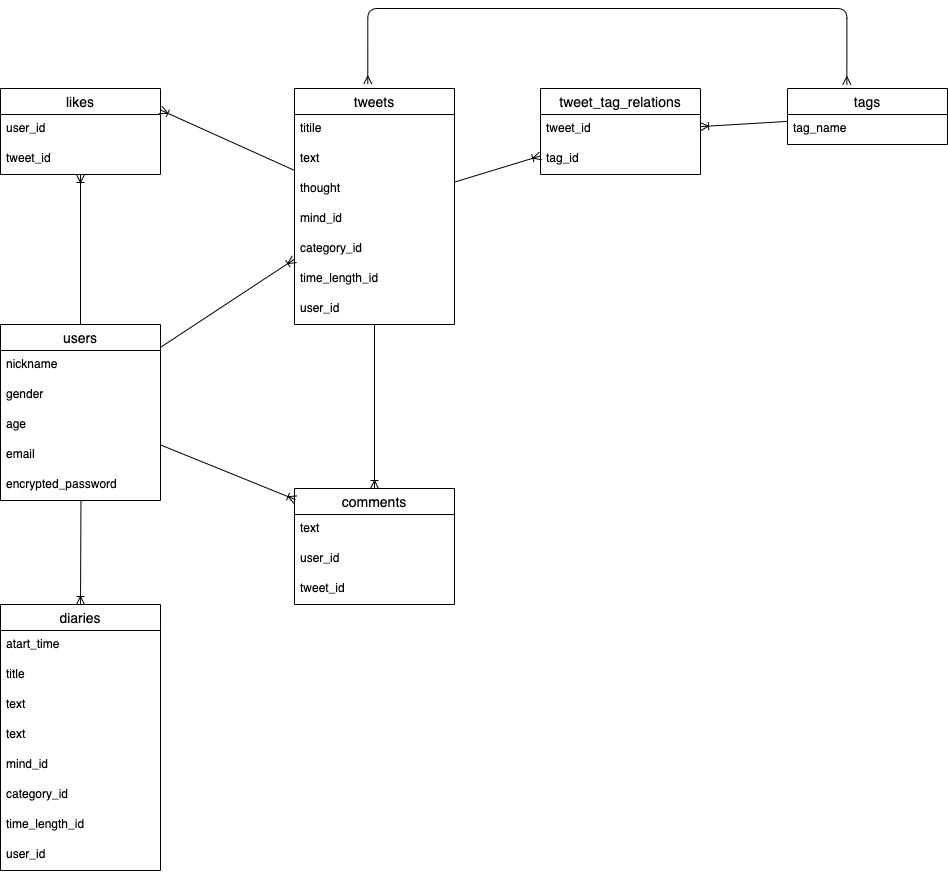 likes
user_id
tweet_id
tweets
titile
text
thought
mind_id
category_id
time_length_id
user_id
tweet_tag_relations
tweet_id
tag_id
tags
tag_name
users
nickname
gender
age
email
encrypted_password
comments
text
user_id
tweet_id
diaries
atart_time
title
text
text
mind_id
category_id
time_length_id
user_id